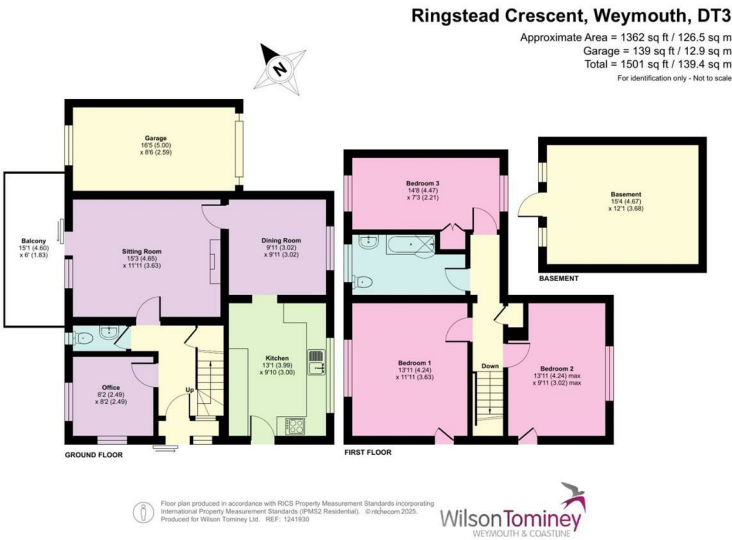 Ringstead Crescent, Weymouth, DT3
Approximate Area = 1362 sq ft / 126.5 sq m
Garage = 139 sq ft / 12.9 sq m
Total = 1501 sq ft / 139.4 sq m
For identification only - Not to scale
N
Garage
16'5 (5.00)
x 8'6 (2.59)
Balcony
15'1 (4.60)
x 6' (1.83)
Sitting Room
15'3 (4.65)
x 11'11 (3.63)
Dining Room
9'11 (3.02)
x 9'11 (3.02)
Kitchen
13'1 (3.99)
x 9'10 (3.00)
Office
8'2 (2.49)
x 8'2 (2.49)
Up
GROUND FLOOR
Bedroom 3
14'8 (4.47)
x 7'3 (2.21)
Bedroom 1
13'11 (4.24)
x 11'11 (3.63)
Down
Bedroom 2
13'11 (4.24) max
x 9'11 (3.02) max
FIRST FLOOR
Basement
15'4 (4.67)
x 12'1 (3.68)
BASEMENT
Floor plan produced in accordance with RICS Property Measurement Standards incorporating
International Property Measurement Standards (IPMS2 Residential). © nichecom 2025.
Produced for Wilson Tominey Ltd. REF: 1241930
WilsonTominey
WEYMOUTH & COASTLINE